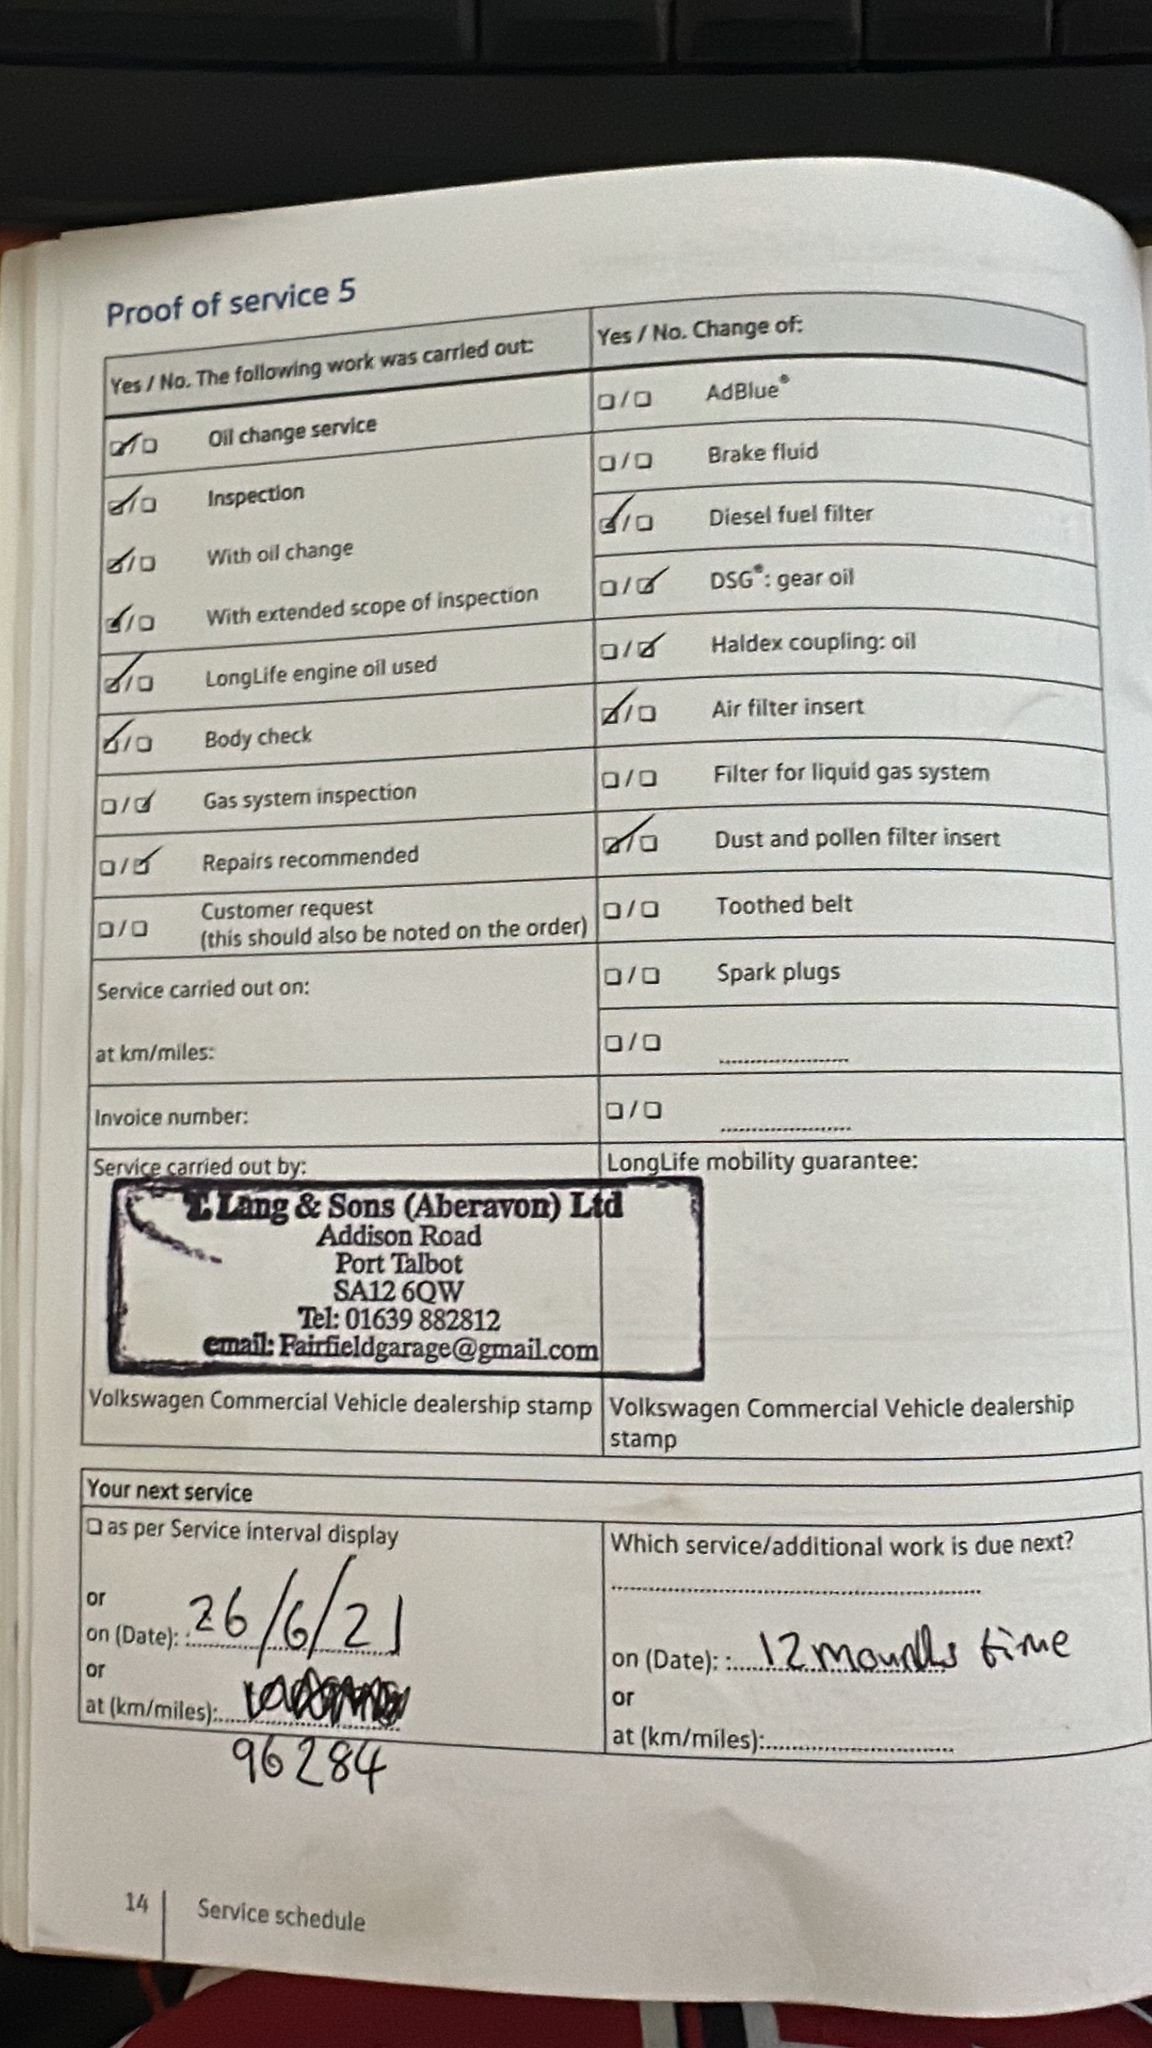 Proof of service 5
Yes / No. The following work was carried out:
Oil change service
Inspection
With oil change
With extended scope of inspection
LongLife engine oil used
Body check
Gas system inspection
Repairs recommended
Customer request
(this should also be noted on the order)
Service carried out on:
at km/miles:
Invoice number:
Yes / No. Change of:
AdBlue®
Brake fluid
Diesel fuel filter
DSG®: gear oil
Haldex coupling: oil
Air filter insert
Filter for liquid gas system
Dust and pollen filter insert
Toothed belt
Spark plugs
Service carried out by:
T. Lang & Sons (Aberavon) Ltd
Addison Road
Port Talbot
SA12 6QW
Tel: 01639 882812
email: Fairfieldgarage@gmail.com
Volkswagen Commercial Vehicle dealership stamp
LongLife mobility guarantee:
Volkswagen Commercial Vehicle dealership
stamp
Your next service
as per Service interval display
or
on (Date): 26/6/21
or
at (km/miles):
96284
Which service/additional work is due next?
on (Date): 12 months time
or
at (km/miles):
14 Service schedule